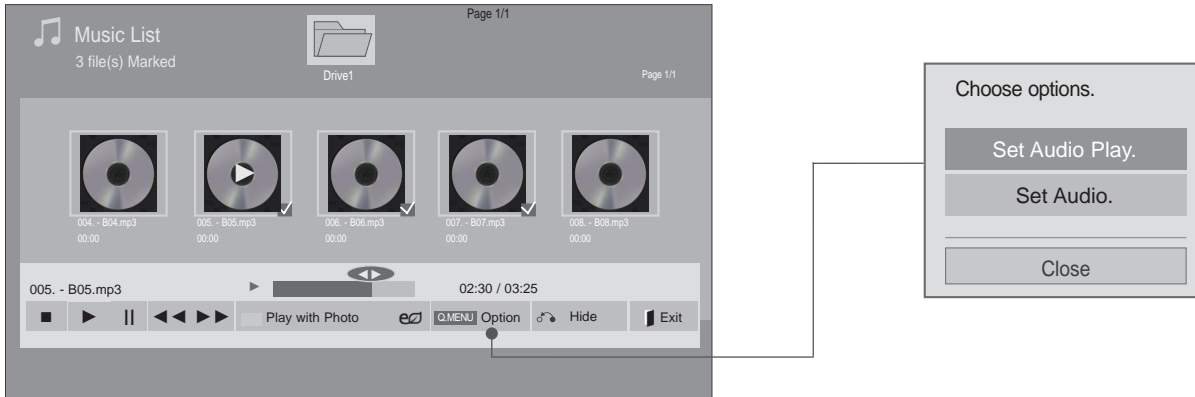 Page 1/1
Music List
3 file(s) Marked
Drive1
Page 1/1
004. - B04.mp3
00:00
005. - B05.mp3
00:00
006. - B06.mp3
00:00
007. - B07.mp3
00:00
008. - B08.mp3
00:00
005. - B05.mp3
02:30 / 03:25
Play with Photo
Q.MENU Option
Hide
Exit
Choose options.
Set Audio Play.
Set Audio.
Close